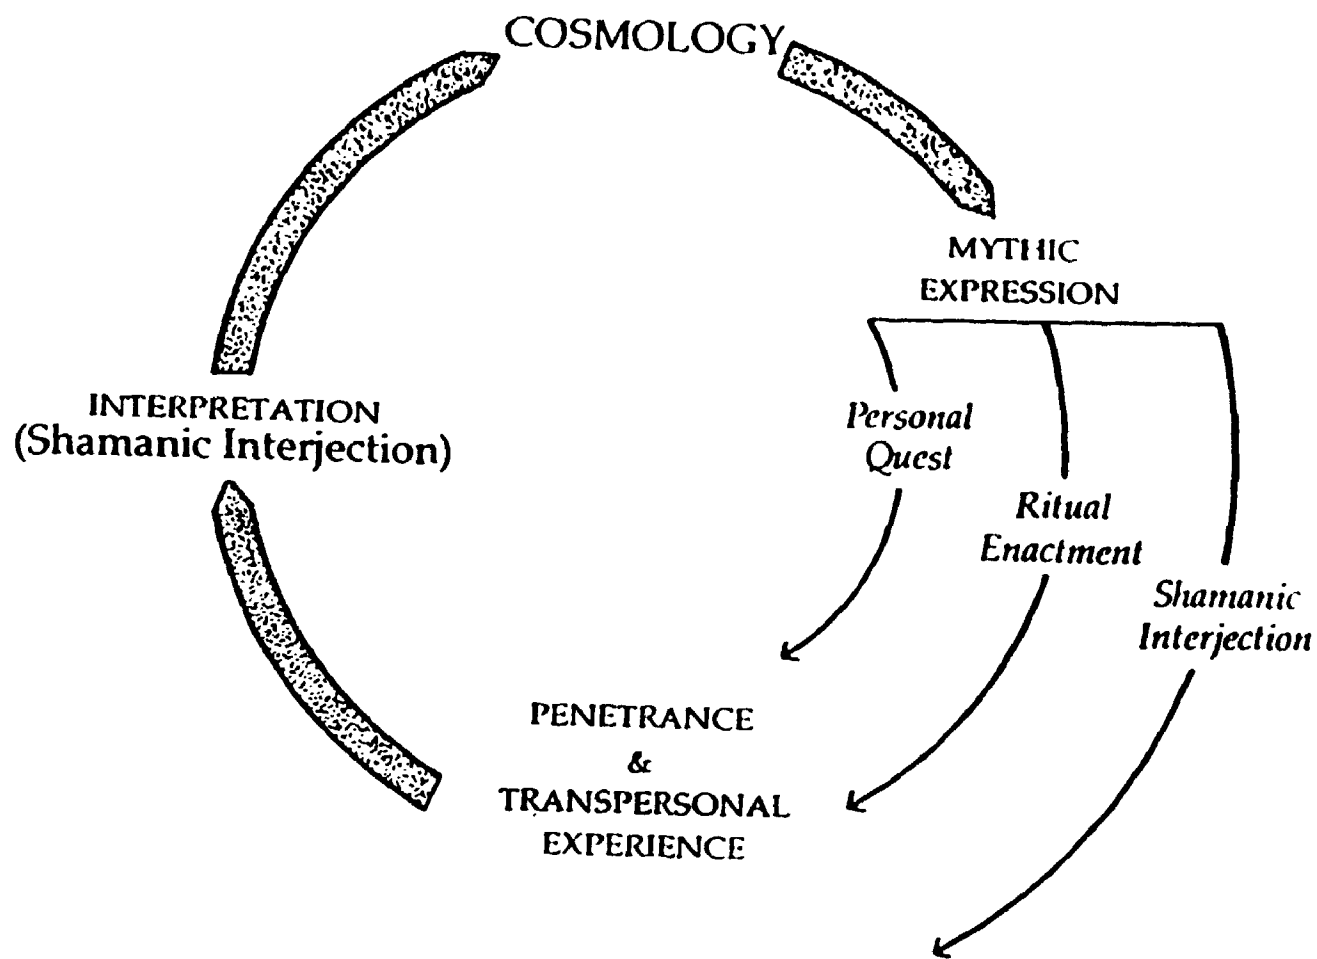 COSMOLOGY
MYTHIC
EXPRESSION
INTERPRETATION
(Shamanic Interjection)
Personal
Quest
Ritual
Enactment
Shamanic
Interjection
PENETRANCE
&
TRANSPERSONAL
EXPERIENCE